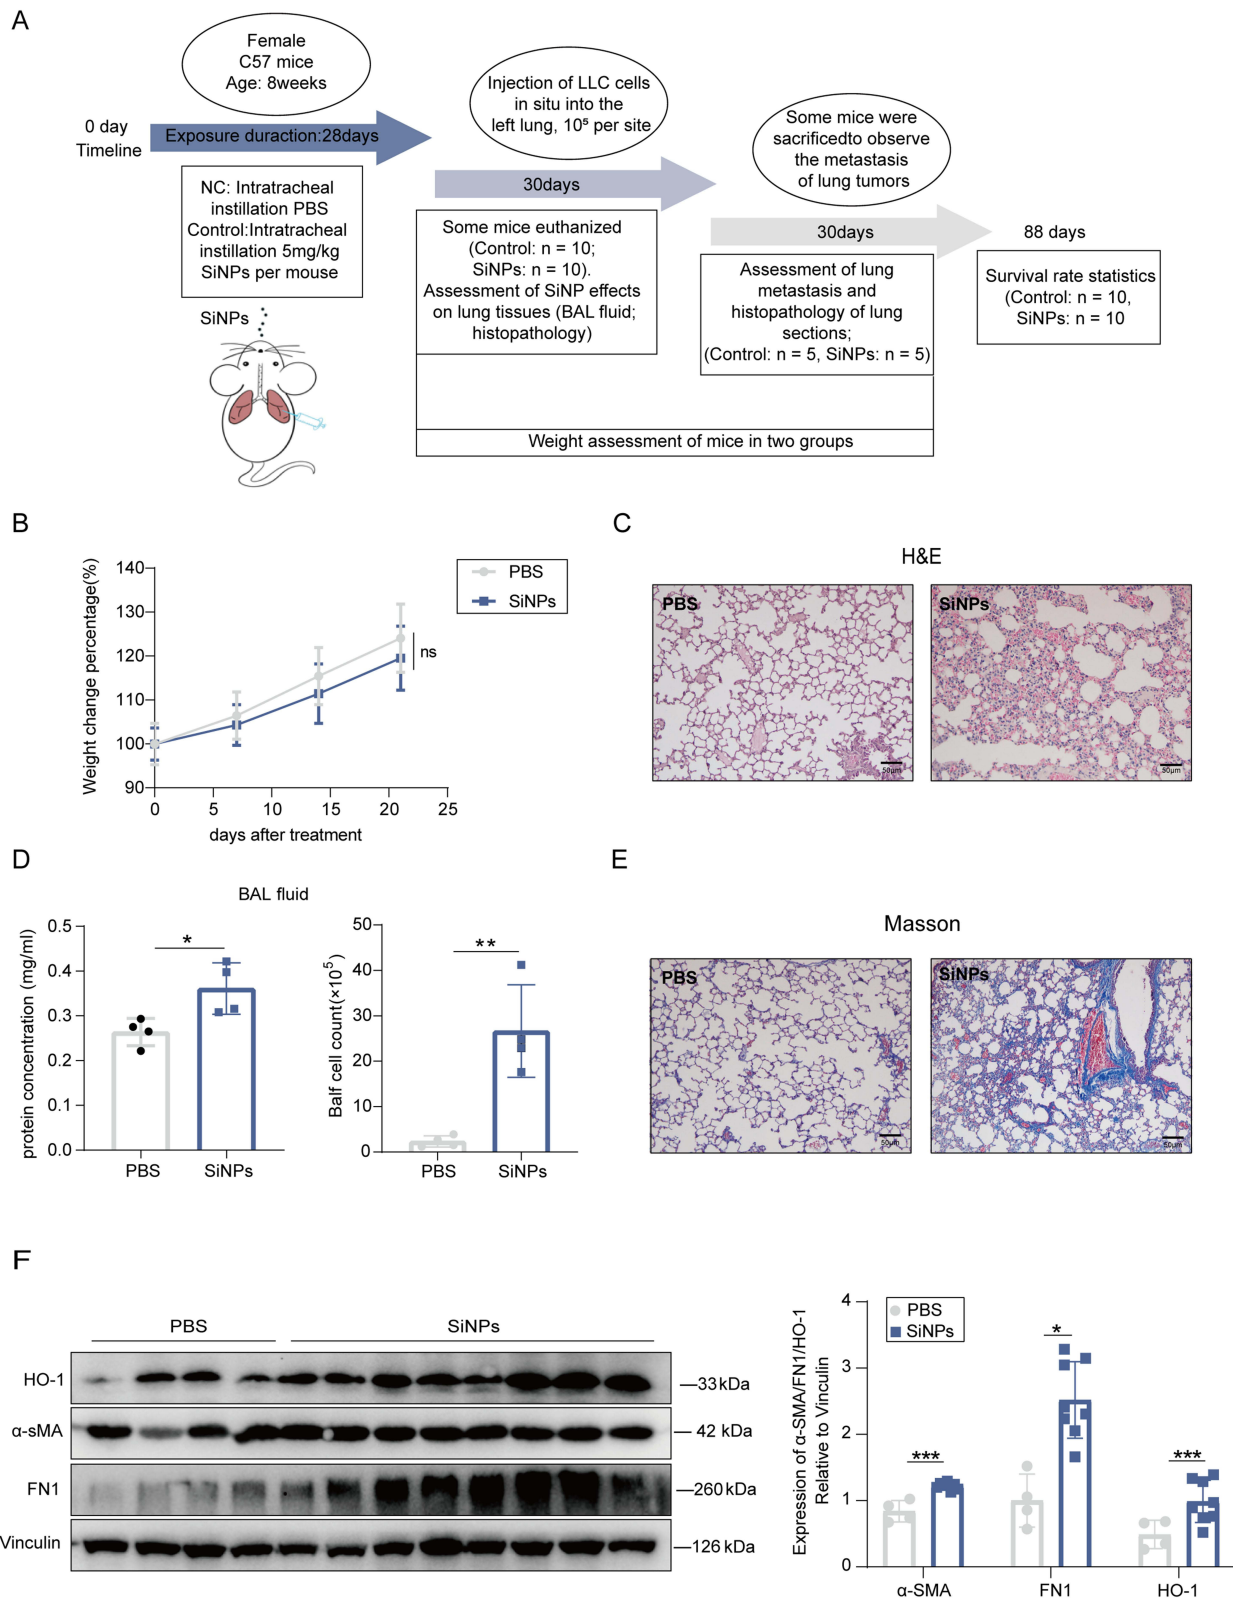 A
0 day
Timeline
Female
C57 mice
Age: 8weeks
Exposure duration:28days
NC: Intratracheal
instillation PBS
Control:Intratracheal
instillation 5mg/kg
SiNPs per mouse
SiNPs
Injection of LLC cells
in situ into the
left lung, 10⁵ per site
30days
Some mice euthanized
(Control: n = 10;
SiNPs: n = 10).
Assessment of SiNP effects
on lung tissues (BAL fluid;
histopathology)
Some mice were
sacrificedto observe
the metastasis
of lung tumors
30days
Assessment of lung
metastasis and
histopathology of lung
sections;
(Control: n = 5, SiNPs: n = 5)
Weight assessment of mice in two groups
88 days
Survival rate statistics
(Control: n = 10,
SiNPs: n = 10
B
Weight change percentage(%)
140
130
120
110
100
90
0
5
10
15
20
25
days after treatment
PBS
SiNPs
ns
C
H&E
PBS
50μm
SiNPs
50μm
D
BAL fluid
protein concentration (mg/ml)
0.5
0.4
0.3
0.2
0.1
0.0
*
PBS
SiNPs
Balf cell count(×10⁵)
50
40
30
20
10
0
**
PBS
SiNPs
E
Masson
PBS
50μm
SiNPs
50μm
F
PBS
SiNPs
HO-1
33kDa
α-sMA
42 kDa
FN1
260kDa
Vinculin
126kDa
Expression of α-SMA/FN1/HO-1
Relative to Vinculin
4
3
2
1
0
PBS
SiNPs
***
*
***
α-SMA
FN1
HO-1